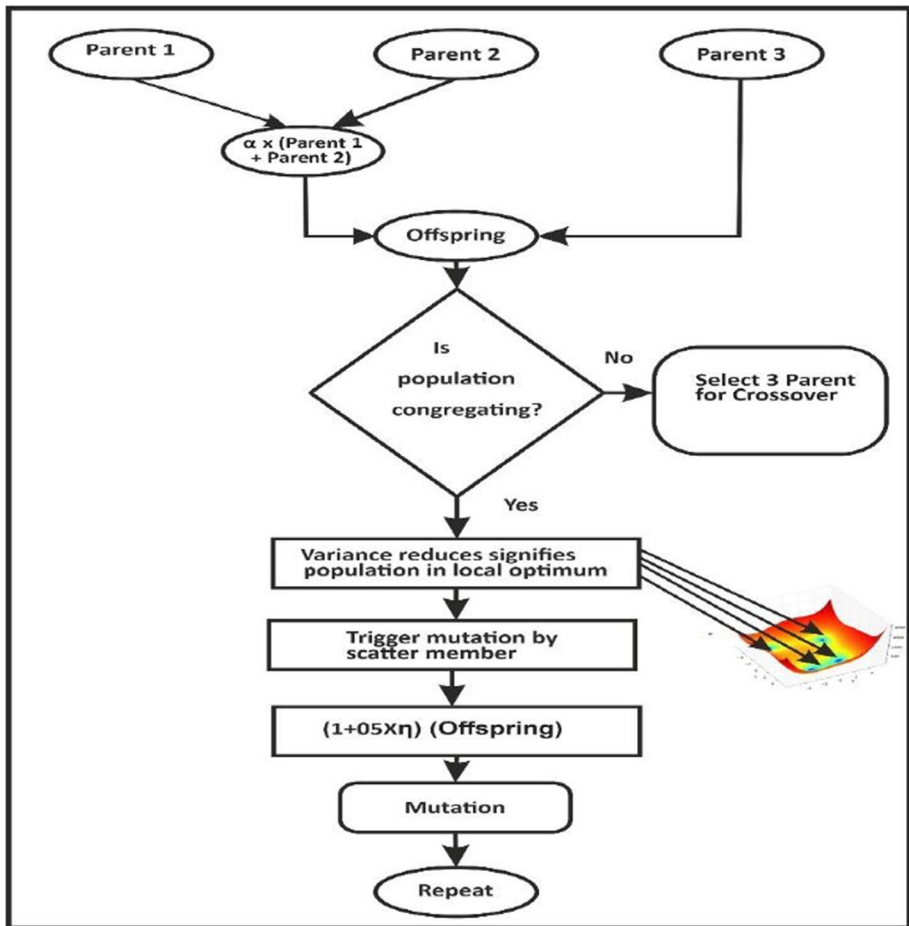 Parent 1
Parent 2
Parent 3
α x (Parent 1
+ Parent 2)
Offspring
Is
population
congregating?
No
Select 3 Parent
for Crossover
Yes
Variance reduces signifies
population in local optimum
Trigger mutation by
scatter member
(1+05Xη) (Offspring)
Mutation
Repeat